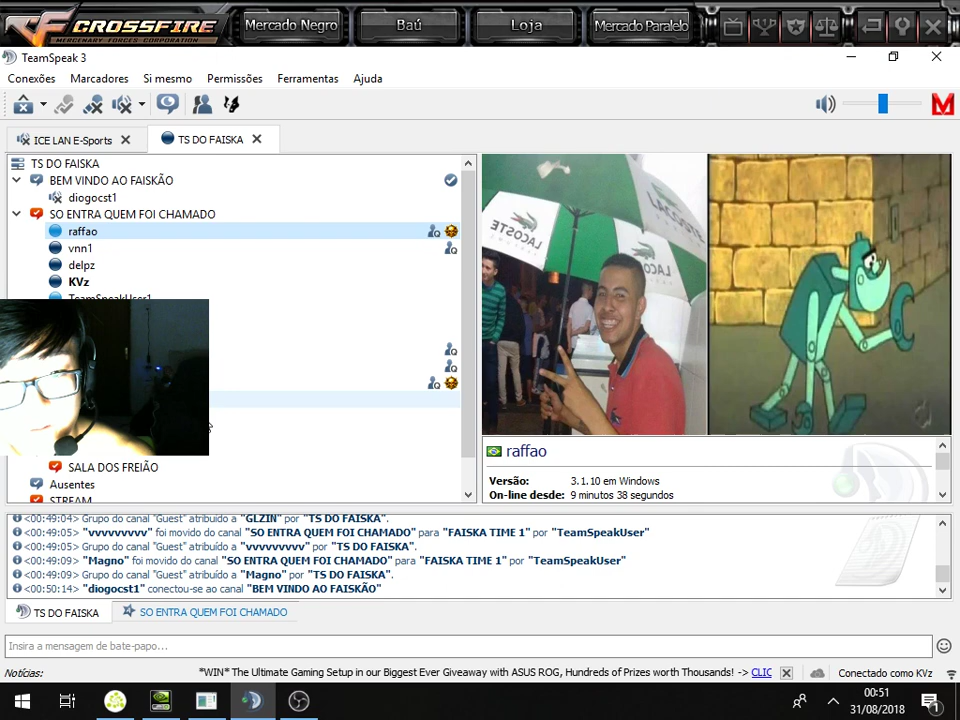 CROSSFIRE
MERCENARY FORCES CORPORATION
Mercado Negro
Baú
Loja
Mercado Paralelo
TeamSpeak 3
Conexões Marcadores Si mesmo Permissões Ferramentas Ajuda
ICE LAN E-Sports
TS DO FAISKA
TS DO FAISKA
BEM VINDO AO FAISKÃO
diogocst1
SO ENTRA QUEM FOI CHAMADO
raffao
vnn1
delpz
KVz
TeamSpeakUser1
SALA DOS FREIÃO
Ausentes
STREAM
LACOSTE
LACOSTE
raffao
Versão: 3.1.10 em Windows
On-line desde: 9 minutos 38 segundos
<00:49:04> Grupo do canal "Guest" atribuído a "GLZIN" por "TS DO FAISKA".
<00:49:05> "vvvvvvvvv" foi movido do canal "SO ENTRA QUEM FOI CHAMADO" para "FAISKA TIME 1" por "TeamSpeakUser"
<00:49:05> Grupo do canal "Guest" atribuído a "vvvvvvvvv" por "TS DO FAISKA".
<00:49:09> "Magno" foi movido do canal "SO ENTRA QUEM FOI CHAMADO" para "FAISKA TIME 1" por "TeamSpeakUser"
<00:49:09> Grupo do canal "Guest" atribuído a "Magno" por "TS DO FAISKA".
<00:50:14> "diogocst1" conectou-se ao canal "BEM VINDO AO FAISKÃO"
TS DO FAISKA
SO ENTRA QUEM FOI CHAMADO
Insira a mensagem de bate-papo...
Notícias: *WIN* The Ultimate Gaming Setup in our Biggest Ever Giveaway with ASUS ROG, Hundreds of Prizes worth Thousands! -> CLIC
Conectado como KVz
00:51
31/08/2018
1